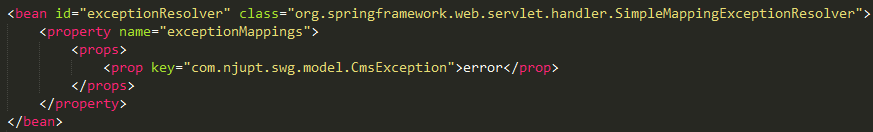 <bean id="exceptionResolver" class="org.springframework.web.servlet.handler.SimpleMappingExceptionResolver">
    <property name="exceptionMappings">
        <props>
            <prop key="com.njupt.swg.model.CmsException">error</prop>
        </props>
    </property>
</bean>